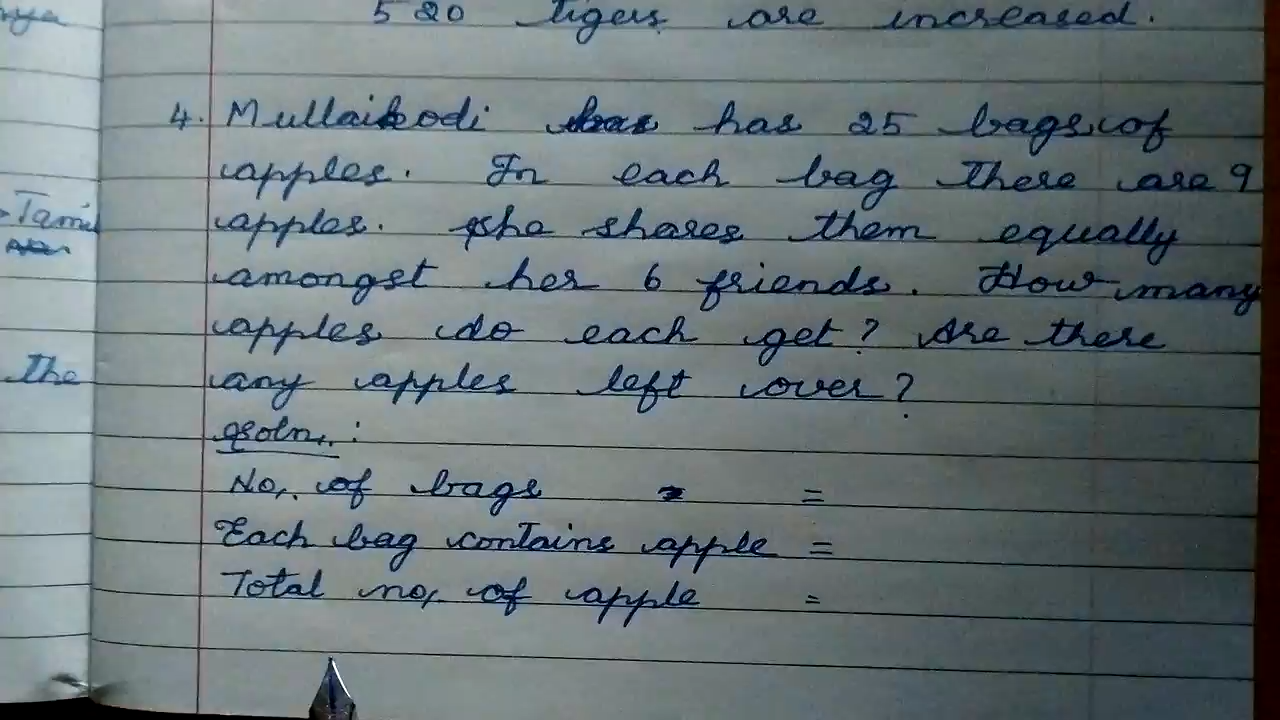 5 20 tigers are increased.
4. Mullaikodi has 25 bags of
apples. In each bag there are 9
apples. She shares them equally
- Tamil
amongst her 6 friends. How many
apples do each get? Are there
the
any apples left over?
Soln. :
No. of bags =
Each bag contains apple =
Total no. of apple =